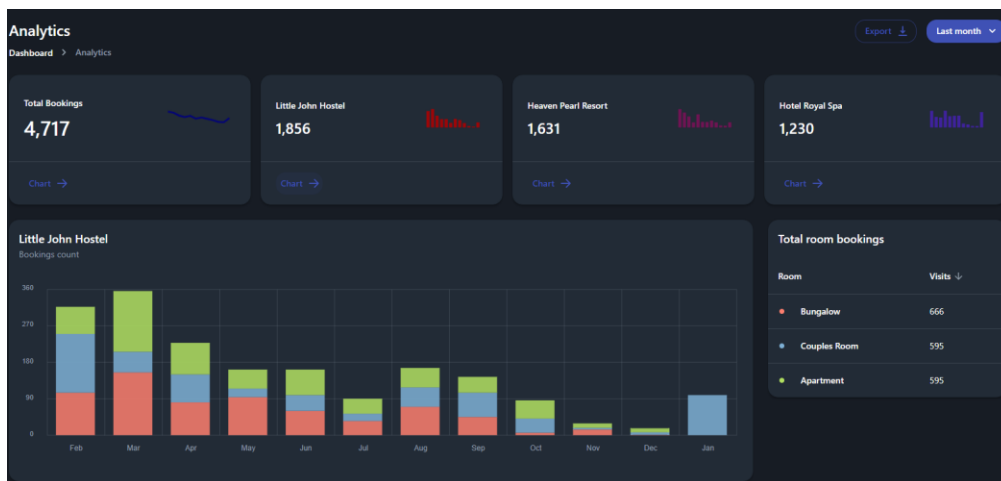 Analytics
Export
Last month
Dashboard > Analytics
Total Bookings
4,717
Chart →
Little John Hostel
1,856
Chart →
Heaven Pearl Resort
1,631
Chart →
Hotel Royal Spa
1,230
Chart →
Little John Hostel
Bookings count
360
270
180
90
0
Feb Mar Apr May Jun Jul Aug Sep Oct Nov Dec Jan
Total room bookings
Room Visits ↓
Bungalow 666
Couples Room 595
Apartment 595